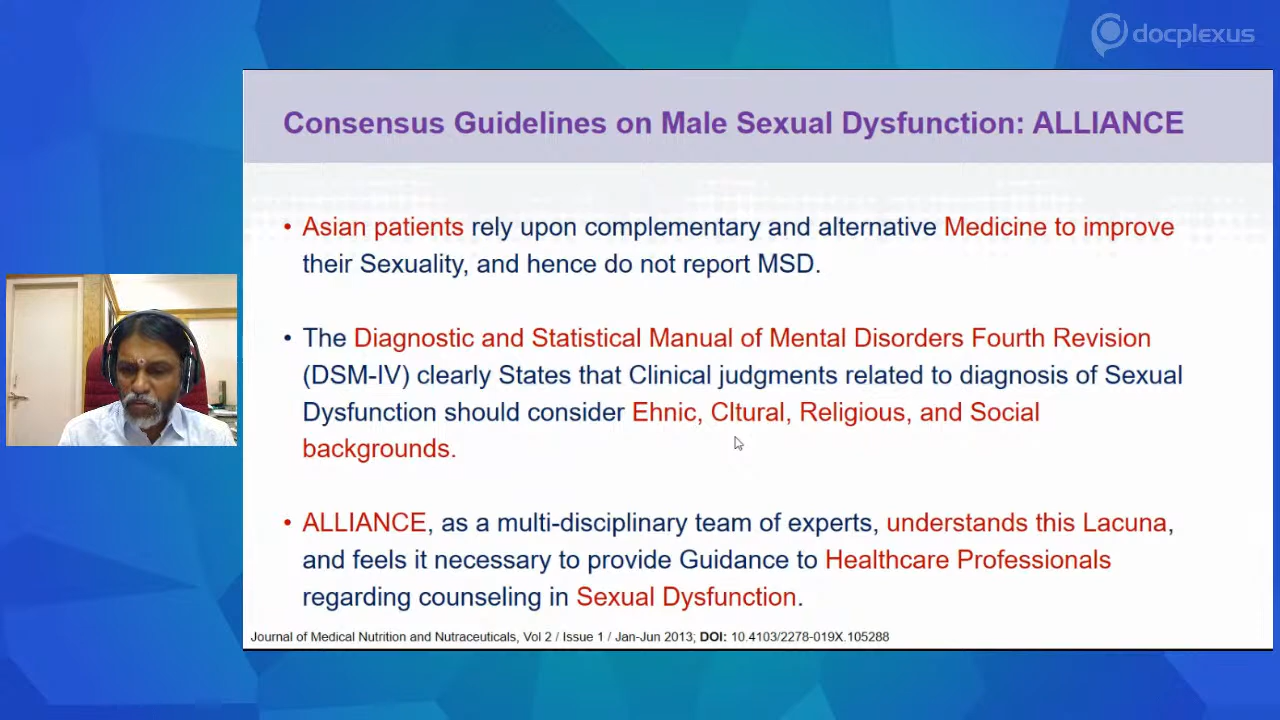 docplexus
Consensus Guidelines on Male Sexual Dysfunction: ALLIANCE
• Asian patients rely upon complementary and alternative Medicine to improve
their Sexuality, and hence do not report MSD.
• The Diagnostic and Statistical Manual of Mental Disorders Fourth Revision
(DSM-IV) clearly States that Clinical judgments related to diagnosis of Sexual
Dysfunction should consider Ehnic, Cltural, Religious, and Social
backgrounds.
• ALLIANCE, as a multi-disciplinary team of experts, understands this Lacuna,
and feels it necessary to provide Guidance to Healthcare Professionals
regarding counseling in Sexual Dysfunction.
Journal of Medical Nutrition and Nutraceuticals, Vol 2 / Issue 1 / Jan-Jun 2013; DOI: 10.4103/2278-019X.105288